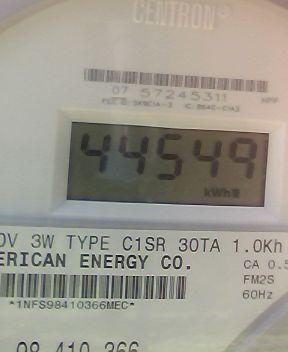 CENTRON®
07 57245311
44549
kWh
0V 3W TYPE C1SR 30TA 1.0Kh
ERICAN ENERGY CO.
CA 0.5
FM2S
60Hz
*1NFS98410366MEC*
98 410 366